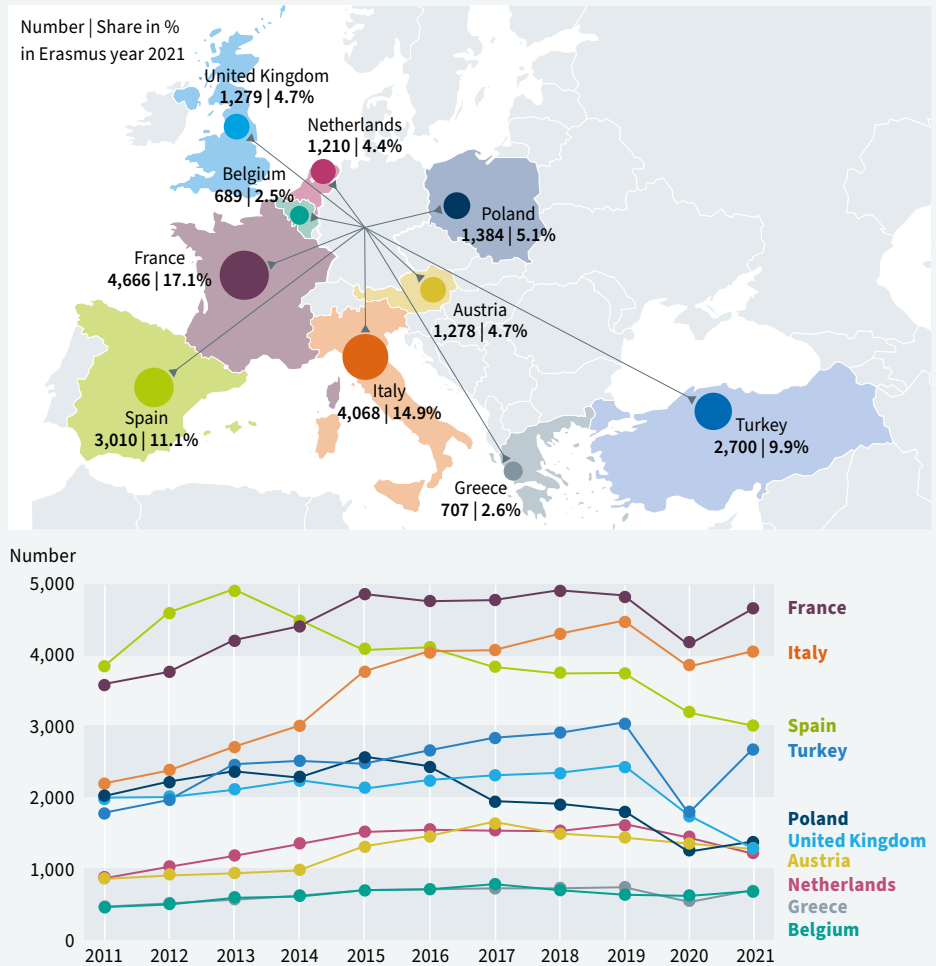 Number | Share in %
in Erasmus year 2021
United Kingdom
1,279 | 4.7%
Netherlands
1,210 | 4.4%
Belgium
689 | 2.5%
Poland
1,384 | 5.1%
France
4,666 | 17.1%
Austria
1,278 | 4.7%
Italy
4,068 | 14.9%
Spain
3,010 | 11.1%
Turkey
2,700 | 9.9%
Greece
707 | 2.6%
Number
5,000
4,000
3,000
2,000
1,000
0
2011 2012 2013 2014 2015 2016 2017 2018 2019 2020 2021
France
Italy
Spain
Turkey
Poland
United Kingdom
Austria
Netherlands
Greece
Belgium